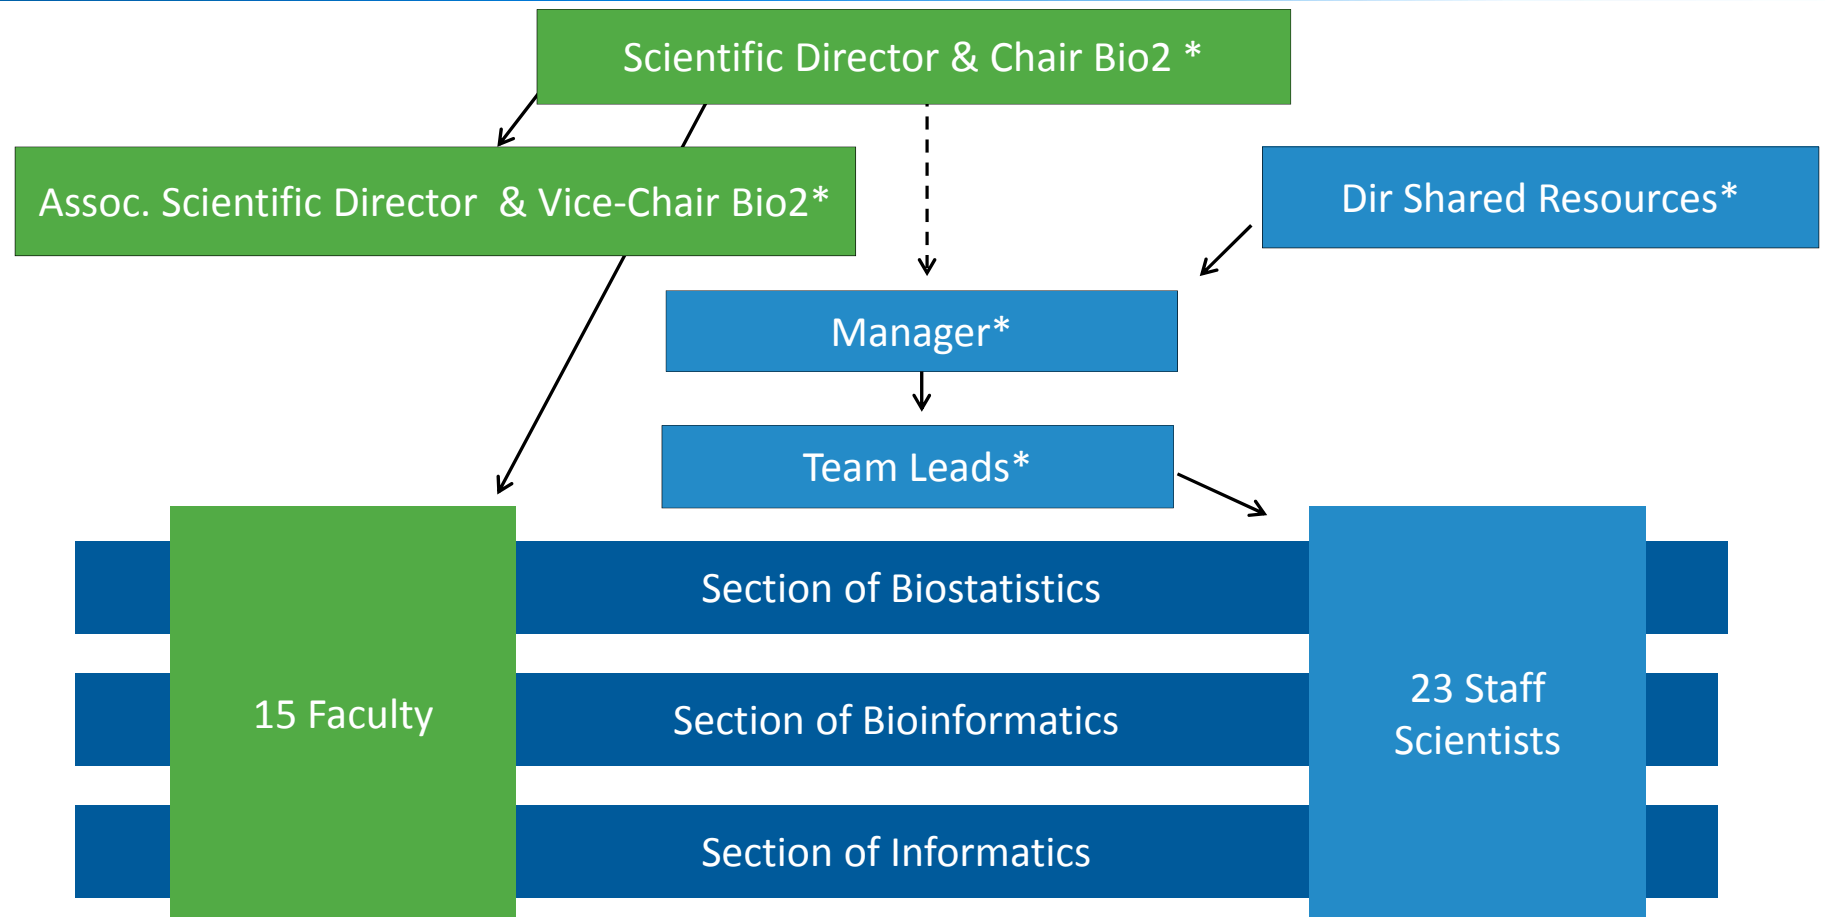 Scientific Director & Chair Bio2 *
Assoc. Scientific Director & Vice-Chair Bio2*
Dir Shared Resources*
Manager*
Team Leads*
Section of Biostatistics
15 Faculty
Section of Bioinformatics
23 Staff
Scientists
Section of Informatics